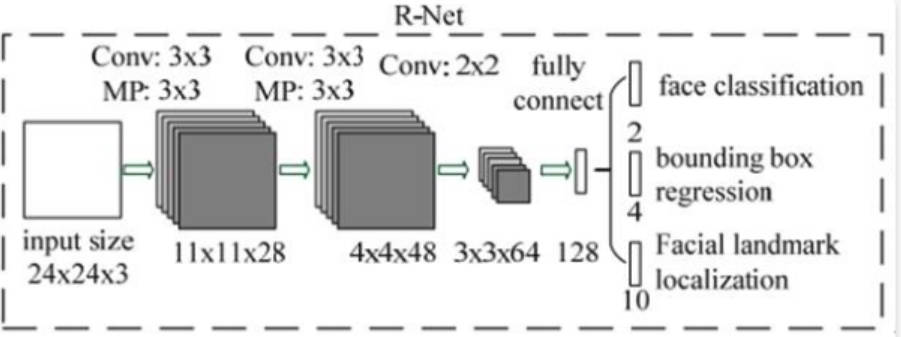 R-Net
Conv: 3x3
MP: 3x3
Conv: 3x3
MP: 3x3
Conv: 2x2
fully
connect
input size
24x24x3
11x11x28
4x4x48
3x3x64
128
face classification
2
bounding box
regression
4
Facial landmark
localization
10